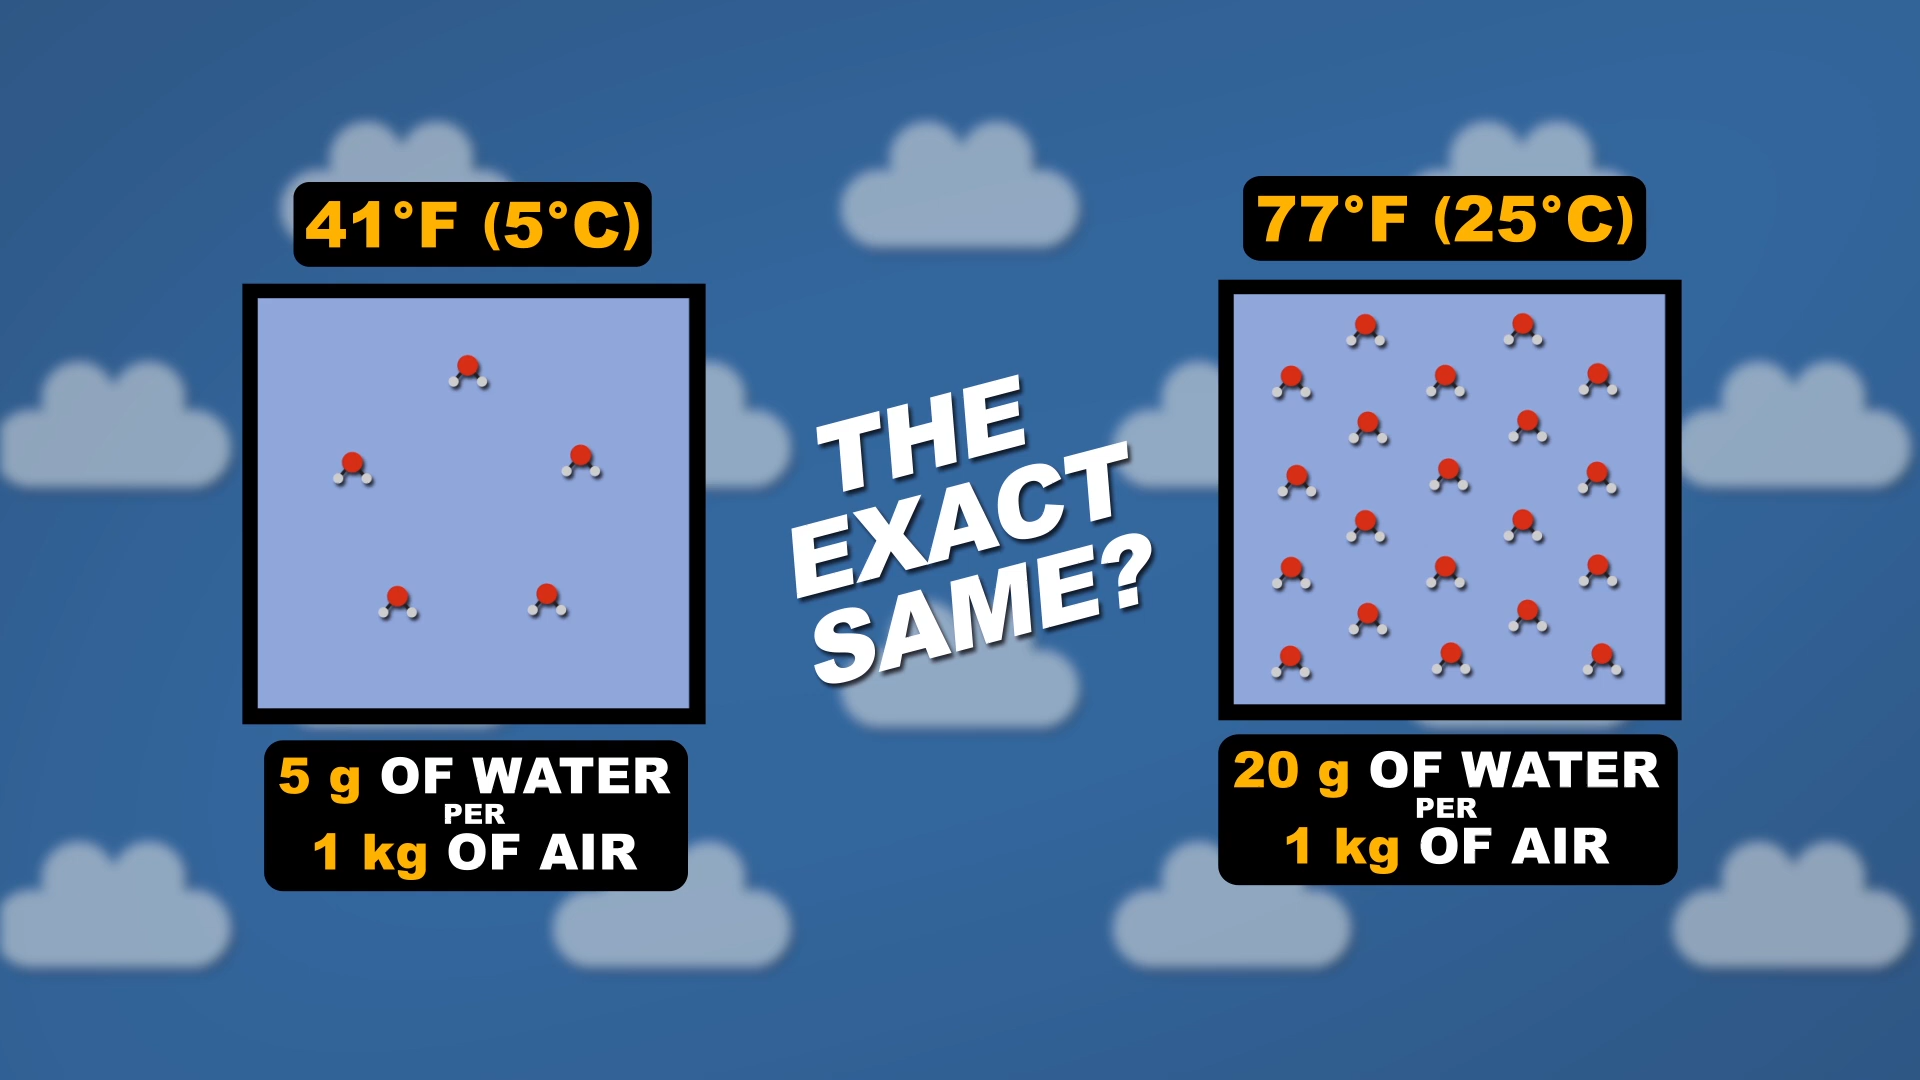 41°F (5°C)
5 g OF WATER
PER
1 kg OF AIR
THE
EXACT
SAME?
77°F (25°C)
20 g OF WATER
PER
1 kg OF AIR